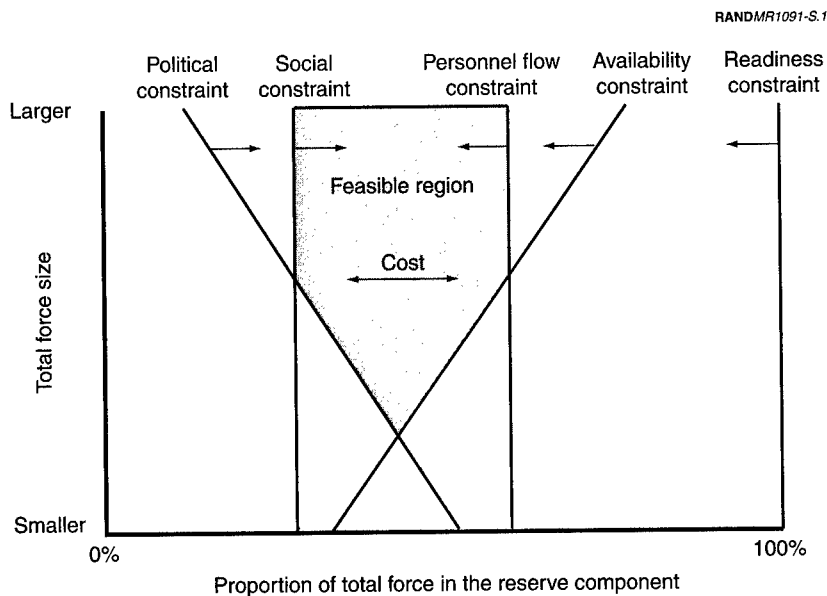 RANDMR1091-S.1
Political constraint
Social constraint
Personnel flow constraint
Availability constraint
Readiness constraint
Larger
Feasible region
Cost
Total force size
Smaller
0%
100%
Proportion of total force in the reserve component